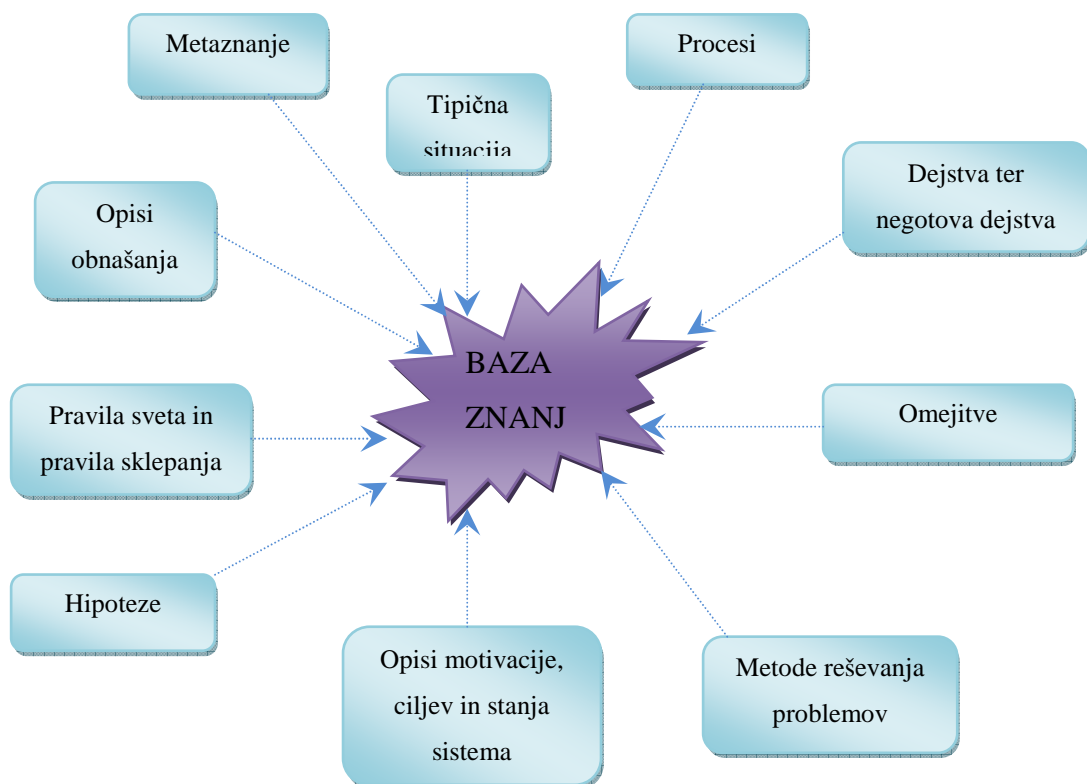 Metaznanje
Procesi
Tipična
situacija
Dejstva ter
negotova dejstva
Opisi
obnašanja
BAZA
ZNANJ
Pravila sveta in
pravila sklepanja
Omejitve
Hipoteze
Opisi motivacije,
ciljev in stanja
sistema
Metode reševanja
problemov